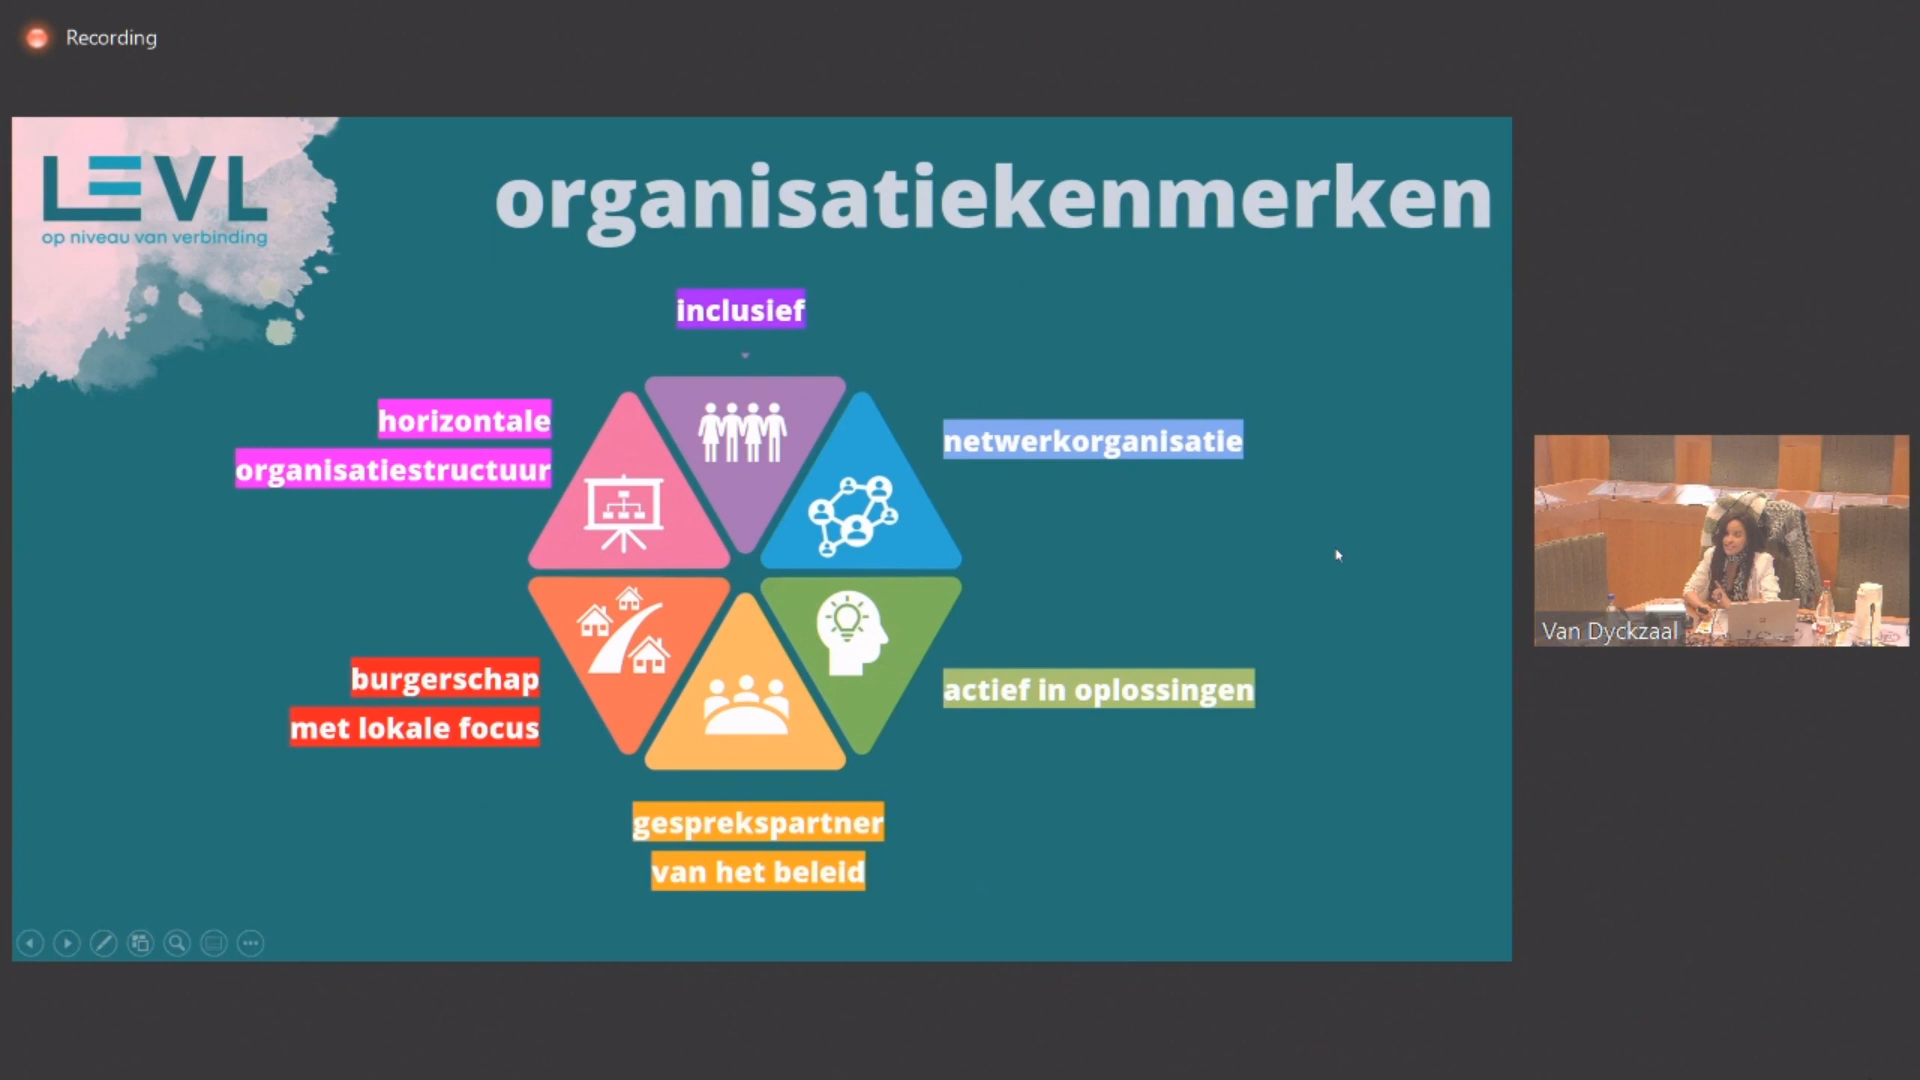 Recording
LEVL
op niveau van verbinding
organisatiekenmerken
inclusief
horizontale
organisatiestructuur
netwerkorganisatie
burgerschap
met lokale focus
actief in oplossingen
gesprekspartner
van het beleid
Van Dyckzaal